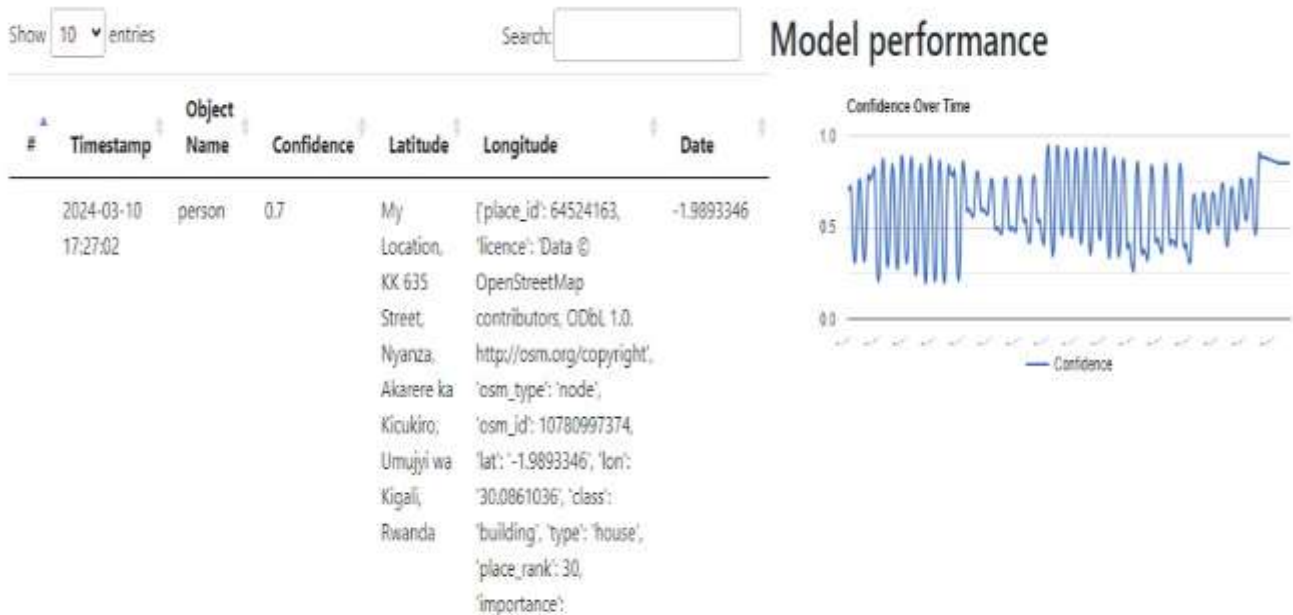 Show 10 entries
Search:
# Timestamp Object Name Confidence Latitude Longitude Date
2024-03-10 17:27:02
person
0.7
My
Location,
KK 635
Street,
Nyanza,
Akarere ka
Kicukiro,
Umujyi wa
Kigali,
Rwanda
{'place_id': 64524163,
'licence': 'Data ©
OpenStreetMap
contributors, ODbL 1.0.
http://osm.org/copyright',
'osm_type': 'node',
'osm_id': 10780997374,
'lat': '-1.9893346', 'lon':
'30.0861036', 'class':
'building', 'type': 'house',
'place_rank': 30,
'importance':
-1.9893346
Model performance
Confidence Over Time
1.0
0.5
0.0
Confidence